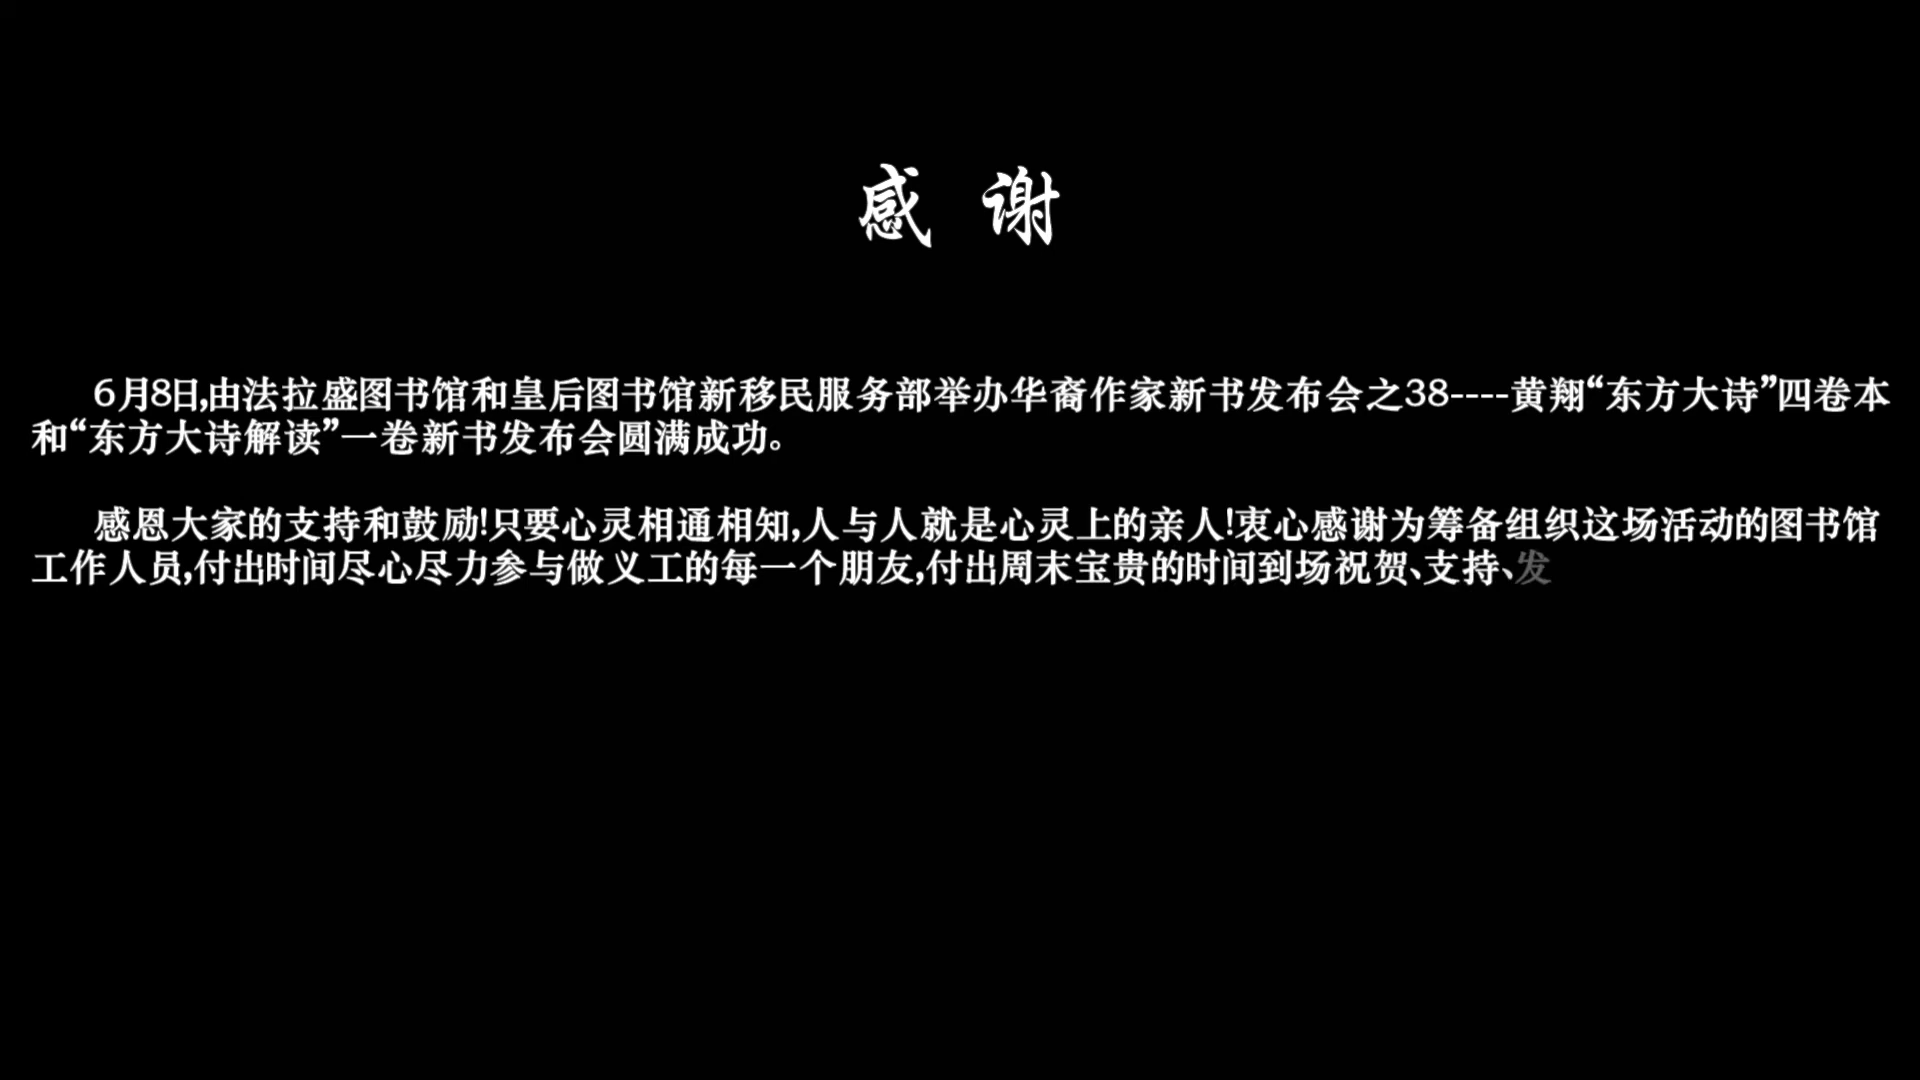 感 谢
6月8日,由法拉盛图书馆和皇后图书馆新移民服务部举办华裔作家新书发布会之38----黄翔“东方大诗”四卷本
和“东方大诗解读”一卷新书发布会圆满成功。
感恩大家的支持和鼓励!只要心灵相通相知,人与人就是心灵上的亲人!衷心感谢为筹备组织这场活动的图书馆
工作人员,付出时间尽心尽力参与做义工的每一个朋友,付出周末宝贵的时间到场祝贺、支持、发